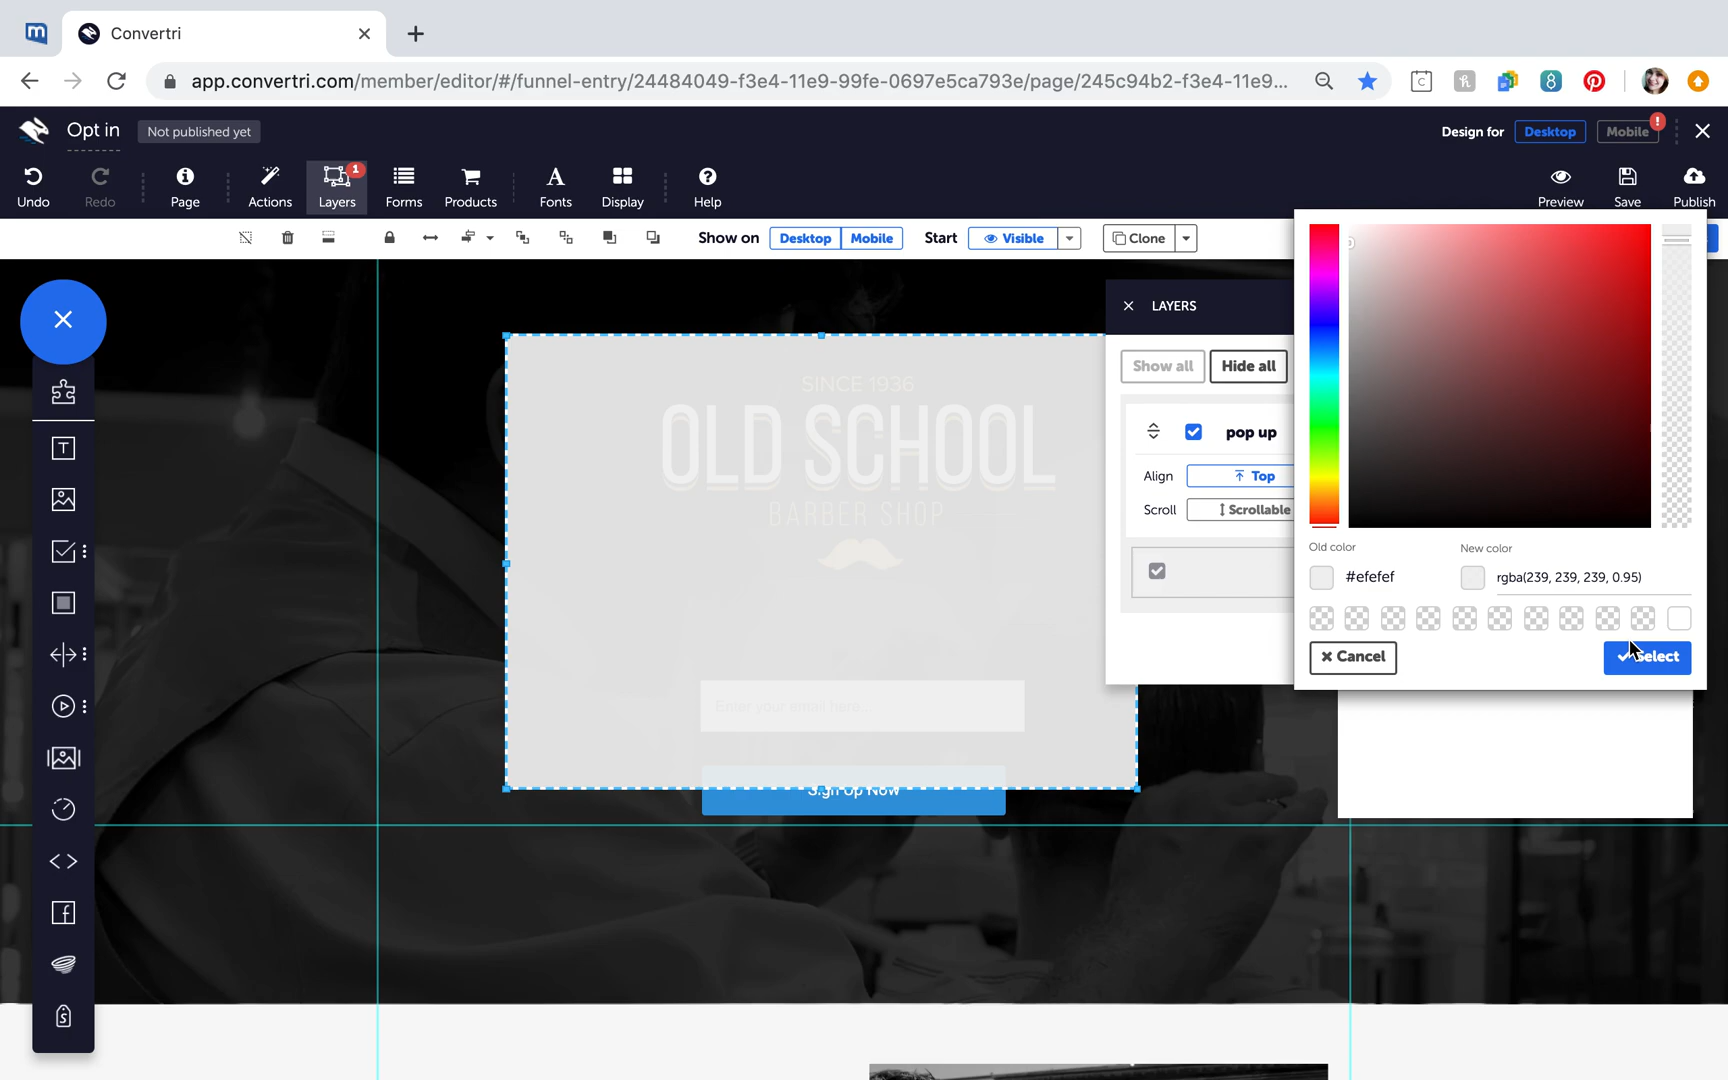 Convertri
app.convertri.com/member/editor/#/funnel-entry/24484049-f3e4-11e9-99fe-0697e5ca793e/page/245c94b2-f3e4-11e9...
Opt in
Not published yet
Design for
Desktop
Mobile
!
Undo
Redo
Page
Actions
Layers
1
Forms
Products
Fonts
Display
Help
Preview
Save
Publish
Show on
Desktop
Mobile
Start
Visible
Clone
LAYERS
Show all
Hide all
pop up
Align
Top
Scroll
Scrollable
SINCE 1936
OLD SCHOOL
BARBER SHOP
Enter your email here...
Sign Up Now
Old color
New color
#efefef
rgba(239, 239, 239, 0.95)
Cancel
Select